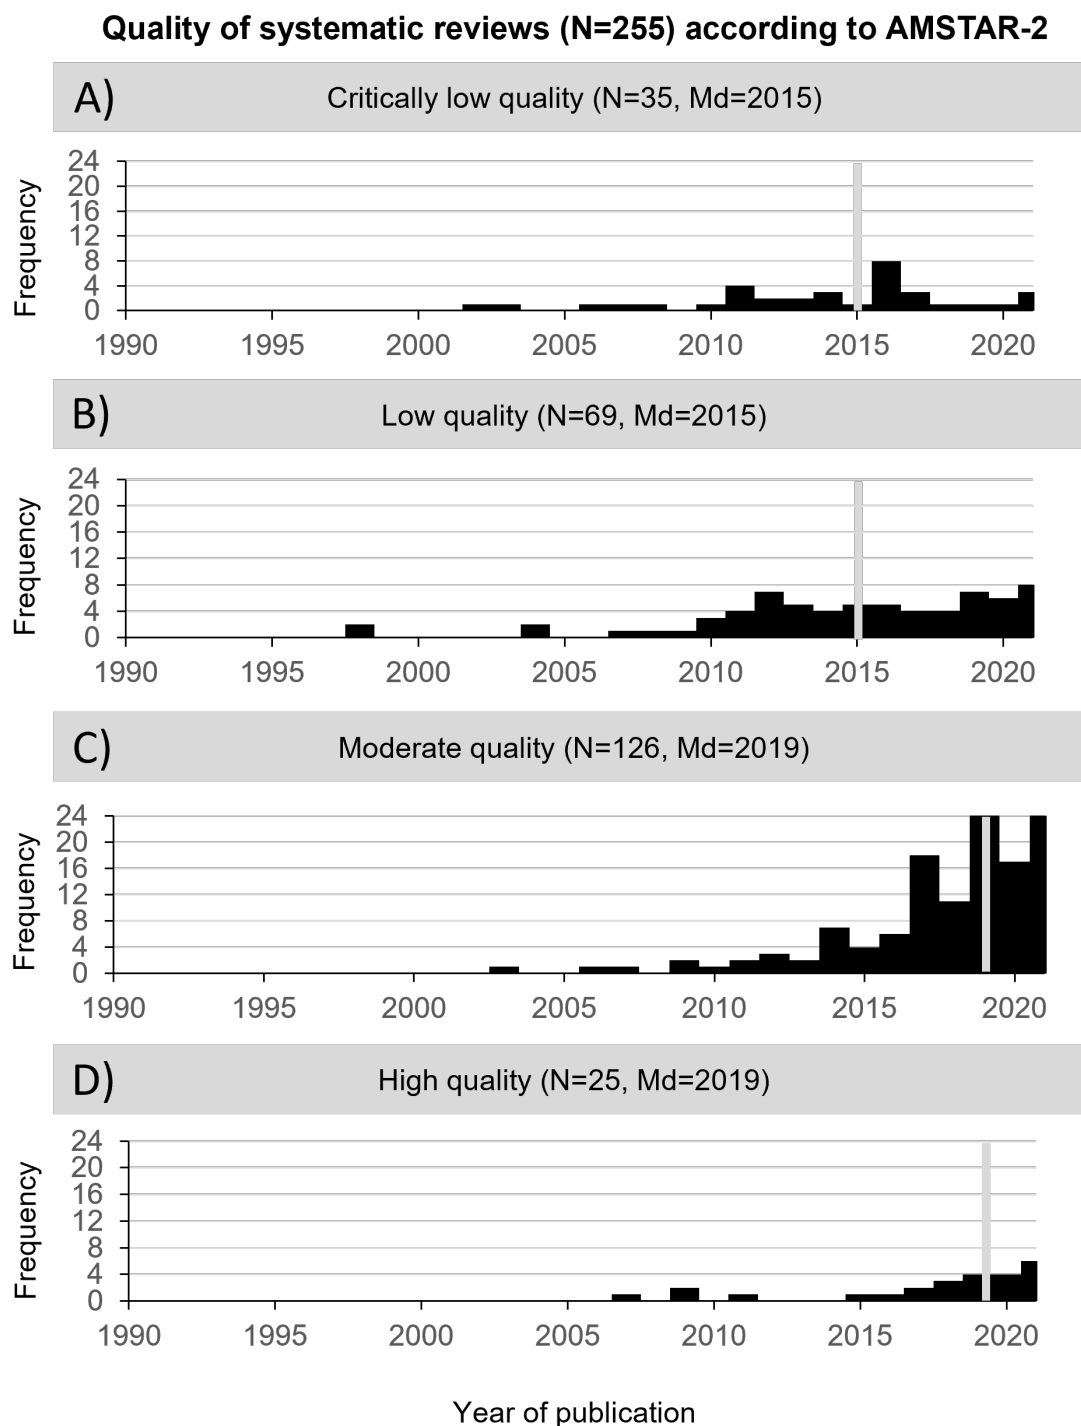 Quality of systematic reviews (N=255) according to AMSTAR-2
A) Critically low quality (N=35, Md=2015)
Frequency
24
20
16
12
8
4
0
1990 1995 2000 2005 2010 2015 2020
B) Low quality (N=69, Md=2015)
Frequency
24
20
16
12
8
4
0
1990 1995 2000 2005 2010 2015 2020
C) Moderate quality (N=126, Md=2019)
Frequency
24
20
16
12
8
4
0
1990 1995 2000 2005 2010 2015 2020
D) High quality (N=25, Md=2019)
Frequency
24
20
16
12
8
4
0
1990 1995 2000 2005 2010 2015 2020
Year of publication